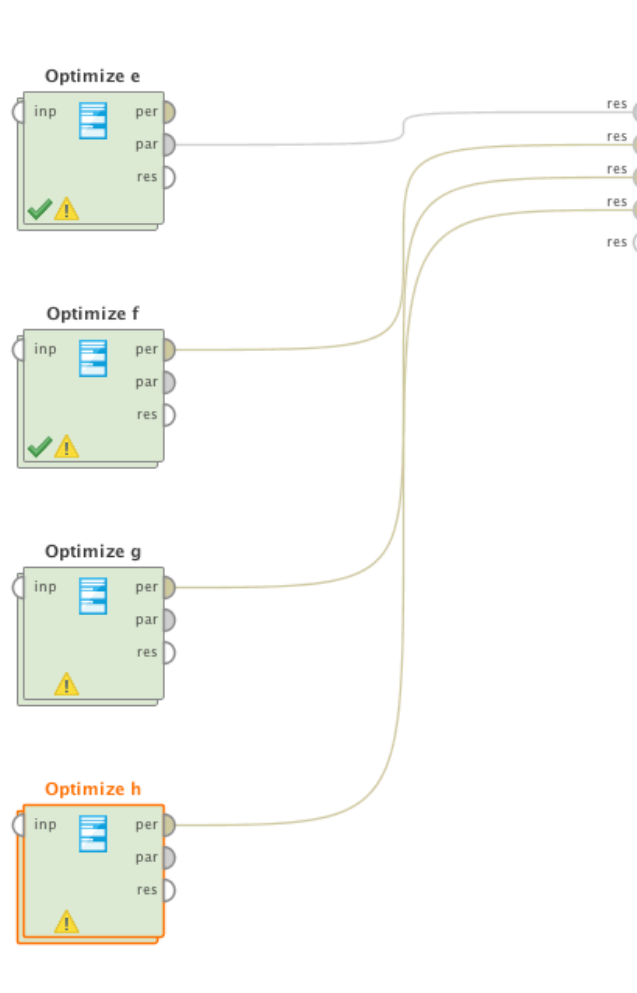 Optimize e
inp per
par
res
Optimize f
inp per
par
res
Optimize g
inp per
par
res
Optimize h
inp per
par
res
res
res
res
res
res